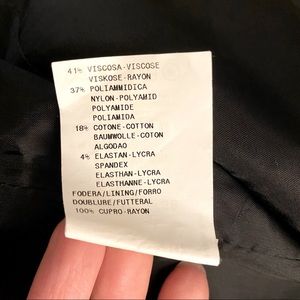 41% VISCOSA-VISCOSE
VISKOSE-RAYON
37% POLIAMMIDICA
NYLON-POLYAMID
POLYAMIDE
POLIAMIDA
18% COTONE-COTTON
BAUMWOLLE-COTON
ALGODAO
4% ELASTAN-LYCRA
SPANDEX
ELASTHAN-LYCRA
ELASTHANNE-LYCRA
FODERA/LINING/FORRO
DOUBLURE/FUTTERAL
100% CUPRO-RAYON